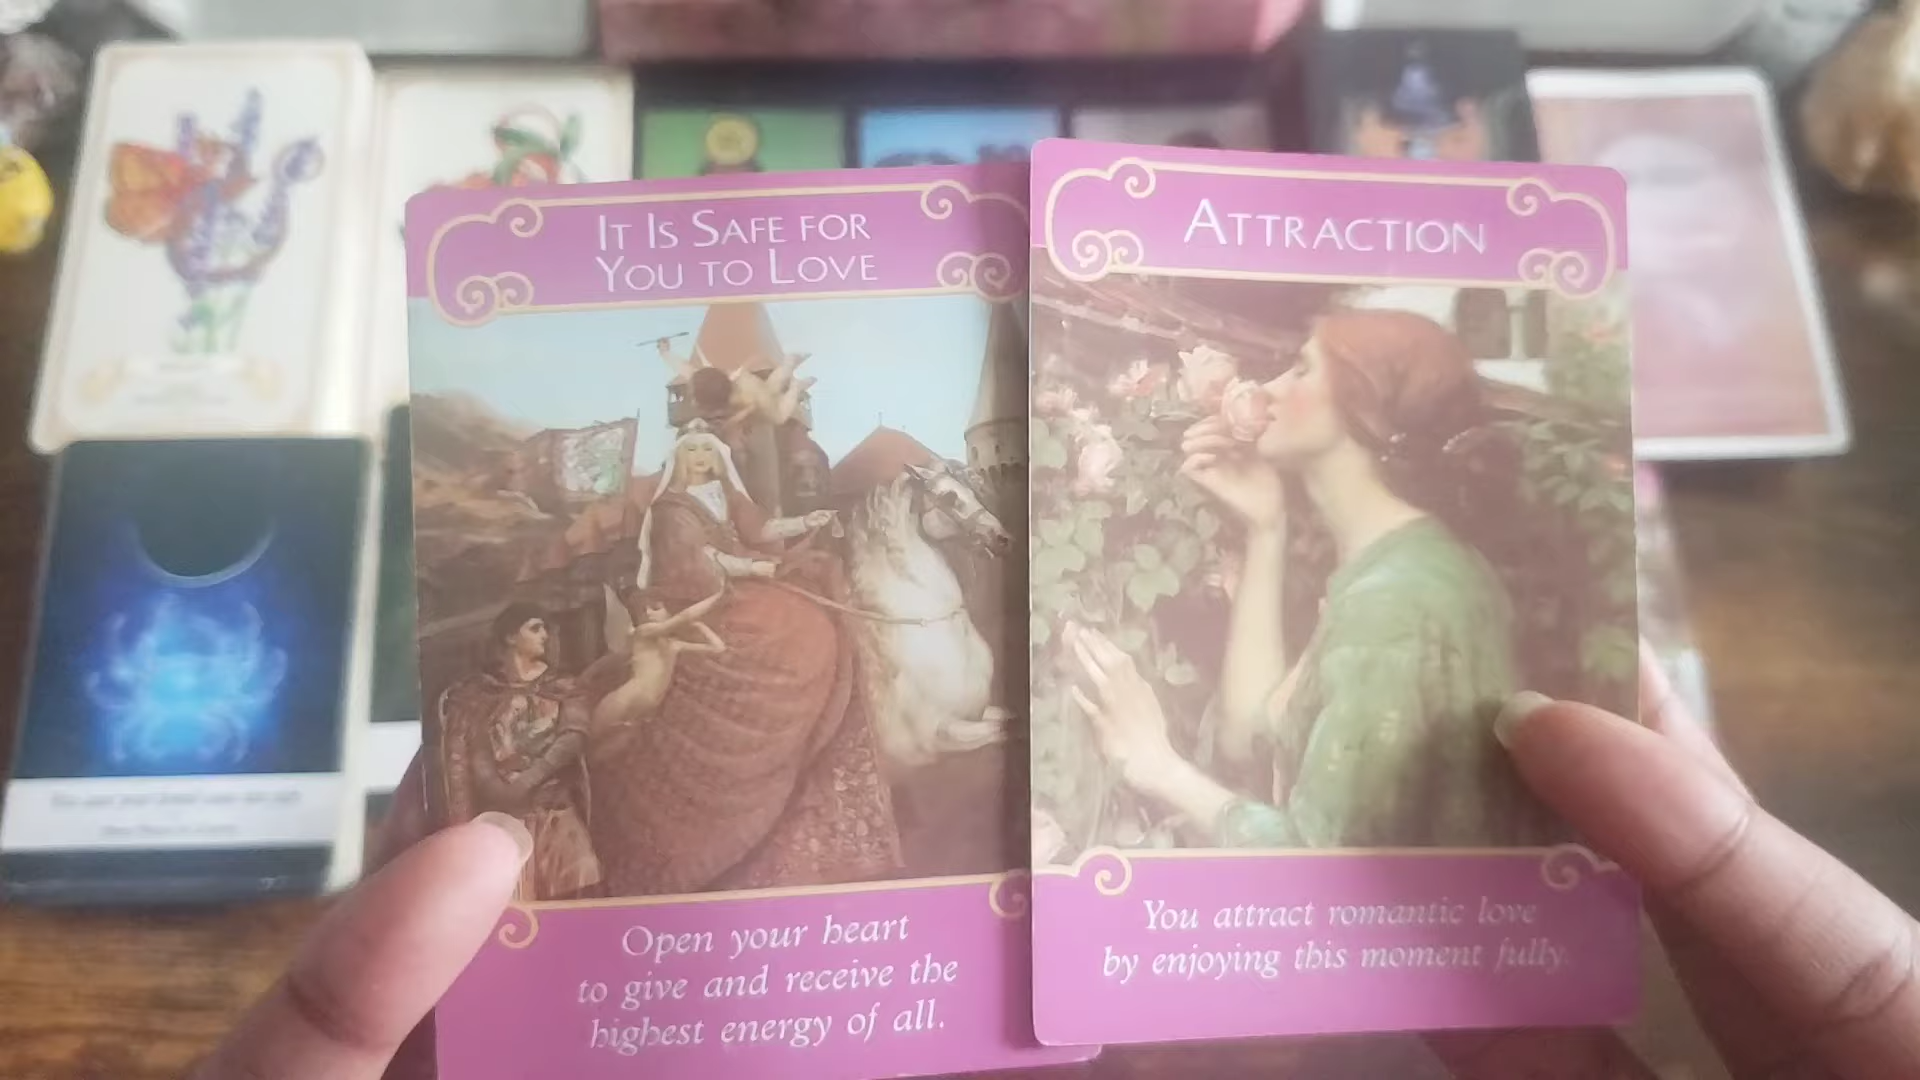 IT IS SAFE FOR
YOU TO LOVE
Open your heart
to give and receive the
highest energy of all.
ATTRACTION
You attract romantic love
by enjoying this moment fully.